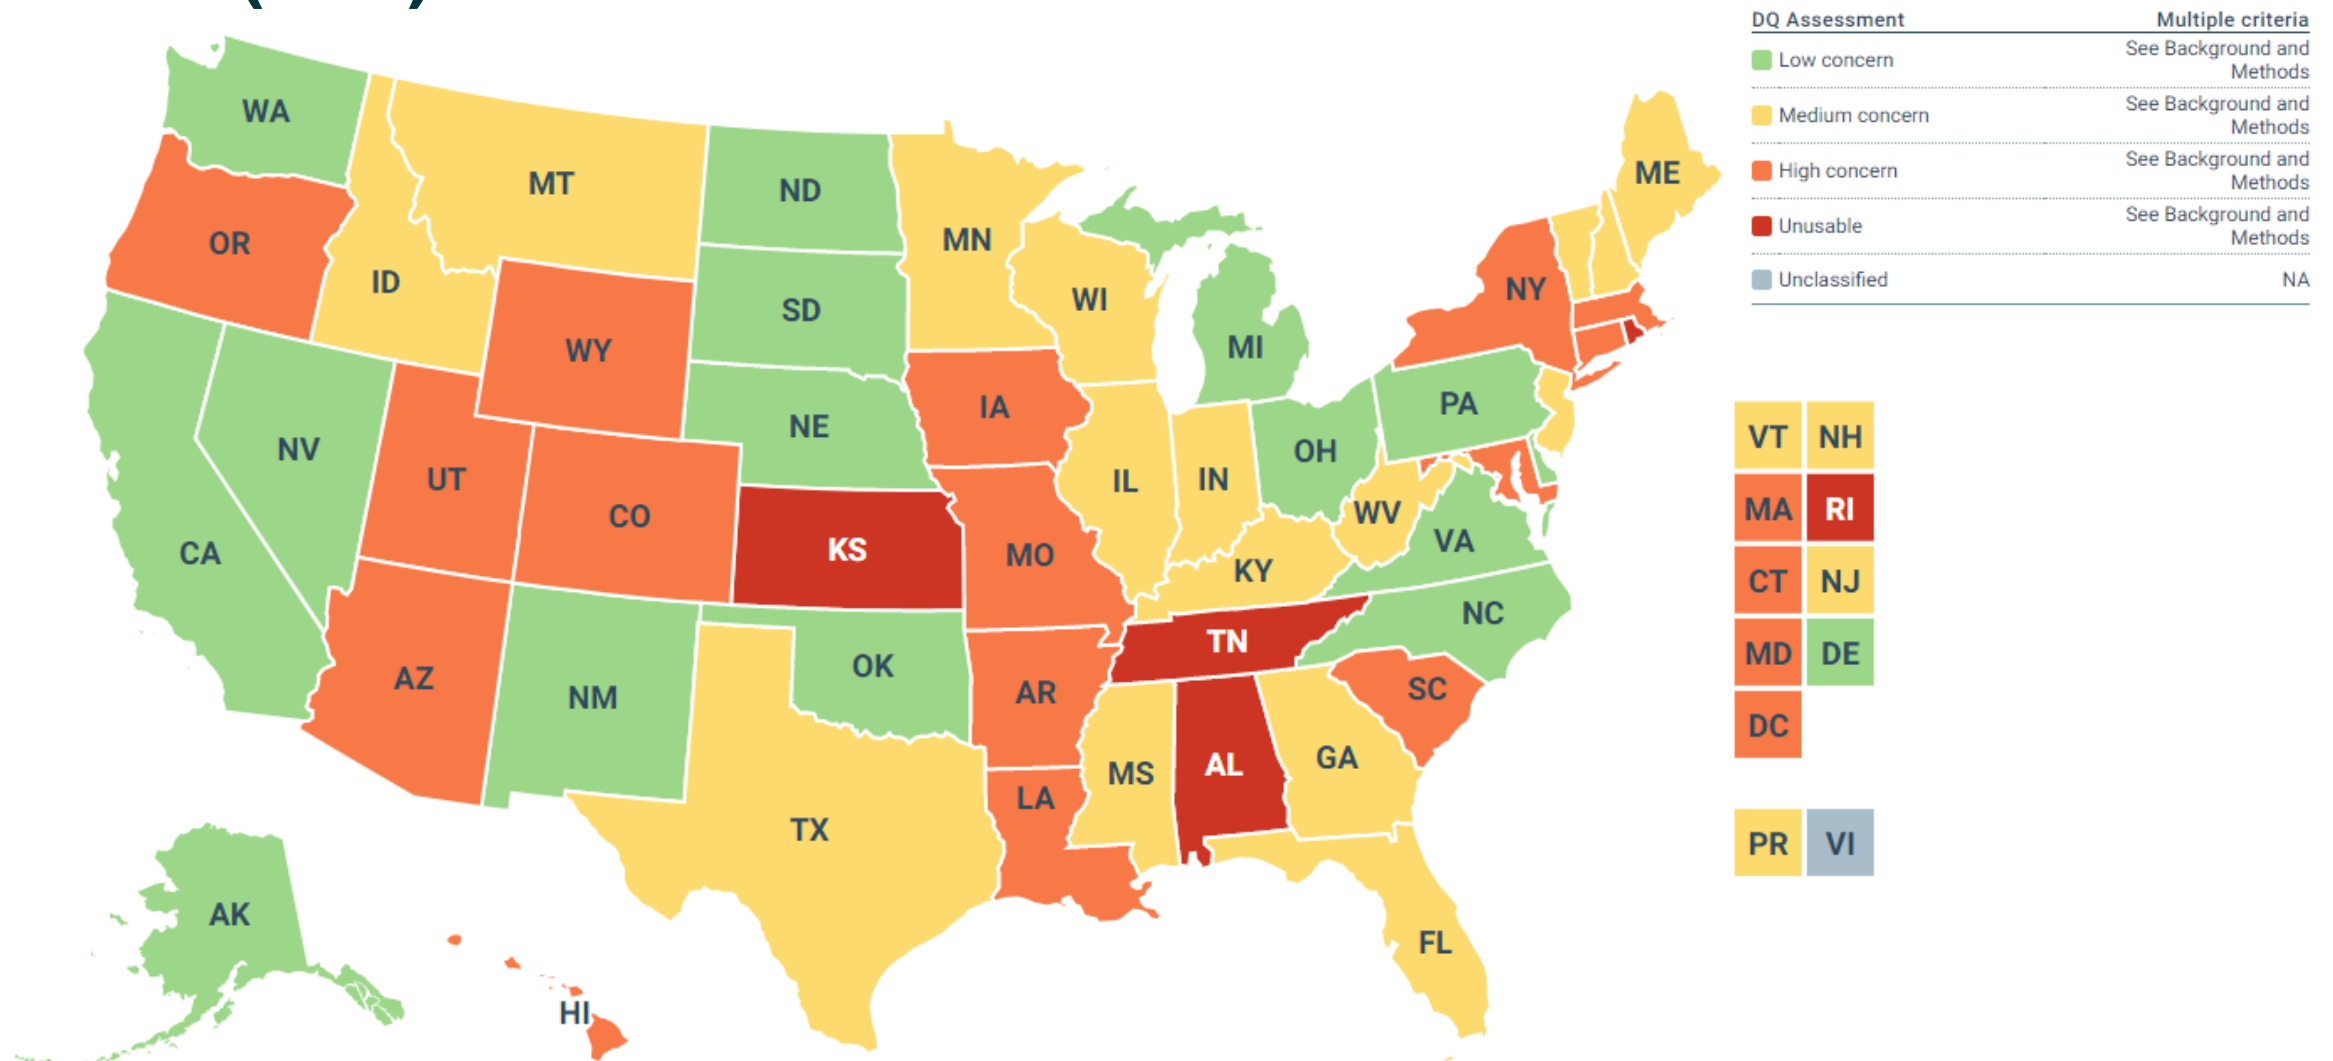 DQ Assessment Multiple criteria
Low concern See Background and
Methods
Medium concern See Background and
Methods
High concern See Background and
Methods
Unusable See Background and
Methods
Unclassified NA
WA
MT
ND
MN
ME
OR
ID
SD
WI
NY
WY
MI
IA
PA
NE
NV
OH
UT
IL
IN
CO
WV
KS
CA
MO
KY
VA
NC
TN
OK
AZ
NM
AR
SC
MS
AL
GA
LA
TX
AK
FL
HI
VT NH
MA RI
CT NJ
MD DE
DC
PR VI